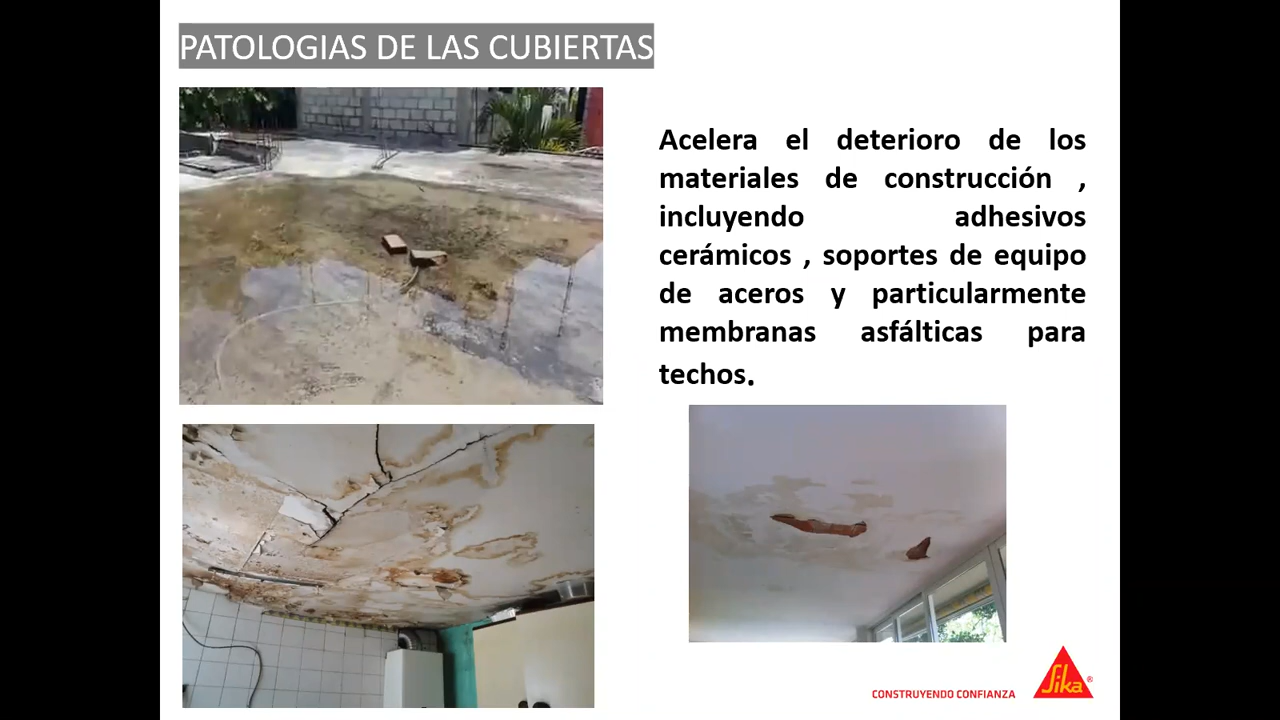 PATOLOGIAS DE LAS CUBIERTAS
Acelera el deterioro de los
materiales de construcción ,
incluyendo adhesivos
cerámicos , soportes de equipo
de aceros y particularmente
membranas asfálticas para
techos.
CONSTRUYENDO CONFIANZA
Sika®